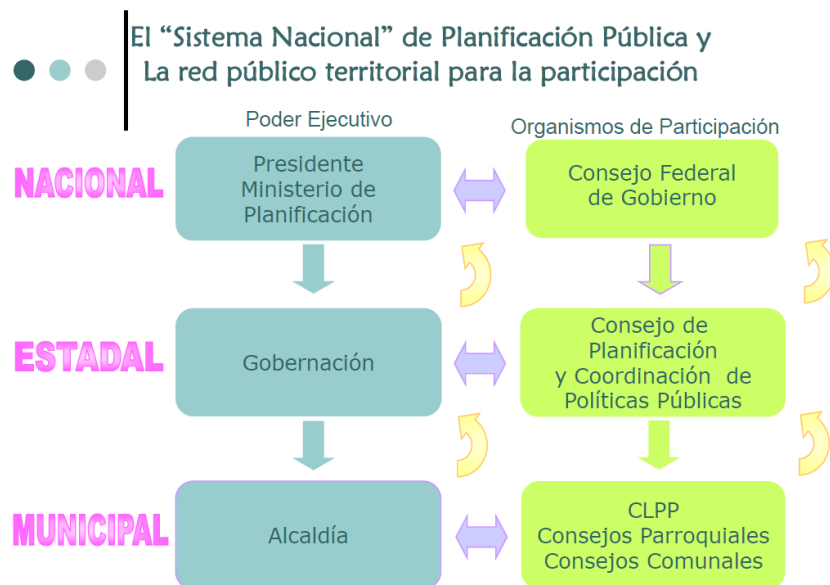 El “Sistema Nacional” de Planificación Pública y
La red público territorial para la participación
Poder Ejecutivo
Organismos de Participación
NACIONAL
Presidente
Ministerio de
Planificación
Consejo Federal
de Gobierno
ESTADAL
Gobernación
Consejo de
Planificación
y Coordinación de
Políticas Públicas
MUNICIPAL
Alcaldía
CLPP
Consejos Parroquiales
Consejos Comunales